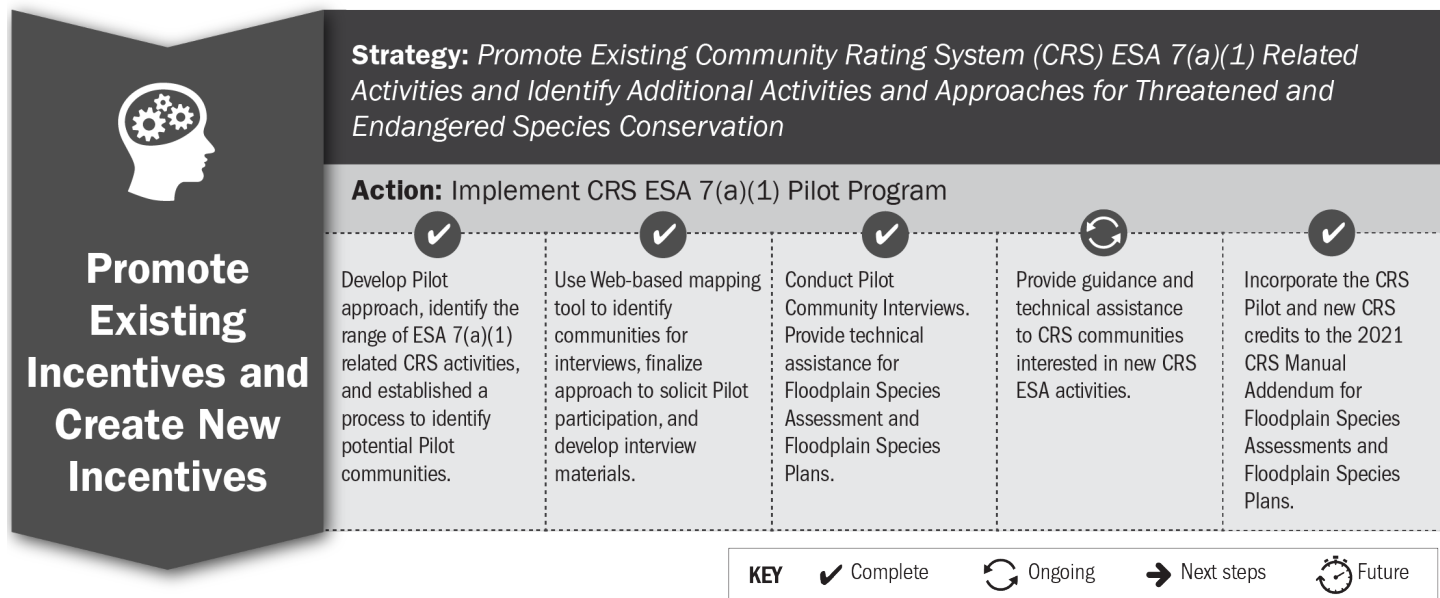 Promote
Existing
Incentives and
Create New
Incentives
Strategy: Promote Existing Community Rating System (CRS) ESA 7(a)(1) Related
Activities and Identify Additional Activities and Approaches for Threatened and
Endangered Species Conservation
Action: Implement CRS ESA 7(a)(1) Pilot Program
Develop Pilot
approach, identify the
range of ESA 7(a)(1)
related CRS activities,
and established a
process to identify
potential Pilot
communities.
Use Web-based mapping
tool to identify
communities for
interviews, finalize
approach to solicit Pilot
participation, and
develop interview
materials.
Conduct Pilot
Community Interviews.
Provide technical
assistance for
Floodplain Species
Assessment and
Floodplain Species
Plans.
Provide guidance and
technical assistance
to CRS communities
interested in new CRS
ESA activities.
Incorporate the CRS
Pilot and new CRS
credits to the 2021
CRS Manual
Addendum for
Floodplain Species
Assessments and
Floodplain Species
Plans.
KEY Complete Ongoing Next steps Future